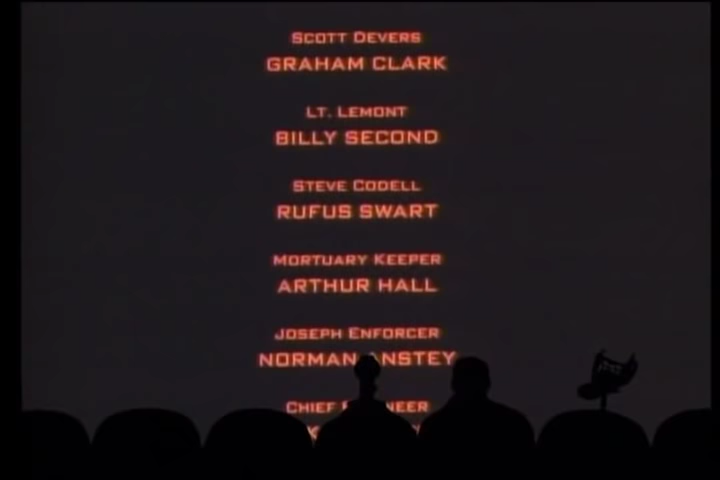 SCOTT DEVERS
GRAHAM CLARK
LT. LEMONT
BILLY SECOND
STEVE CODELL
RUFUS SWART
MORTUARY KEEPER
ARTHUR HALL
JOSEPH ENFORCER
NORMAN ANSTEY
CHIEF